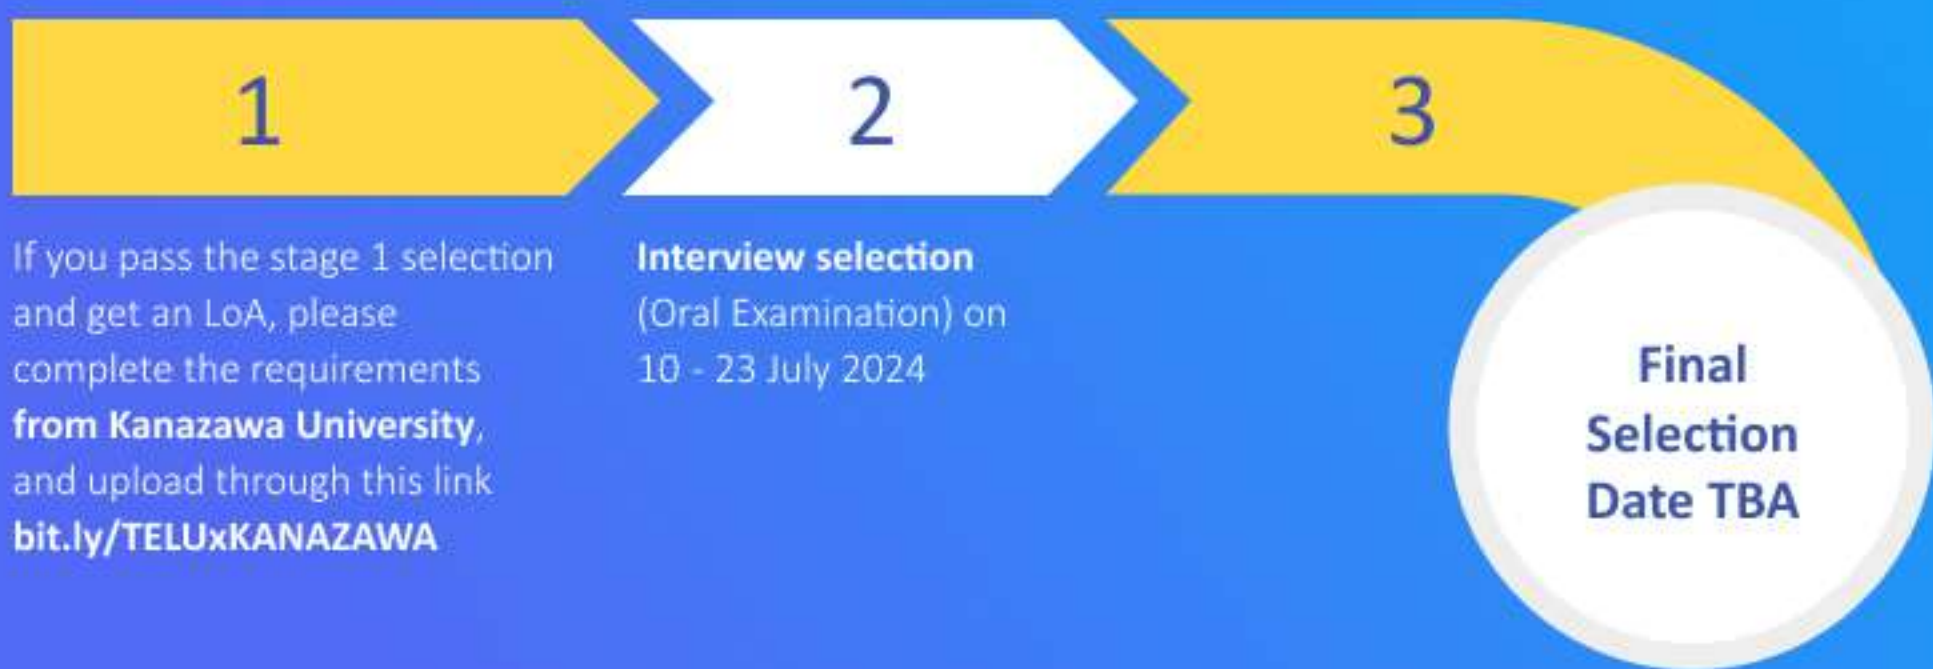 1
If you pass the stage 1 selection
and get an LoA, please
complete the requirements
from Kanazawa University,
and upload through this link
bit.ly/TELUxKANAZAWA
2
Interview selection
(Oral Examination) on
10 - 23 July 2024
3
Final
Selection
Date TBA